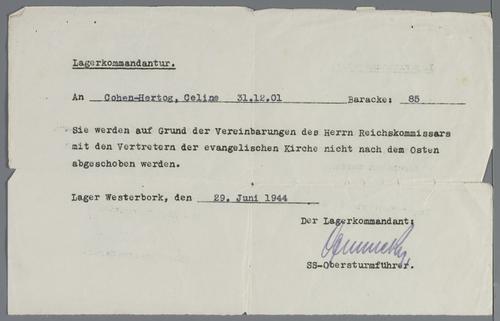 Lagerkommandantur.
An Cohen-Hertog, Celine 31.12.01 Baracke: 85
Sie werden auf Grund der Vereinbarungen des Herrn Reichskommissars
mit den Vertretern der evangelischen Kirche nicht nach dem Osten
abgeschoben werden.
Lager Westerbork, den 29. Juni 1944
Der Lagerkommandant:
SS-Obersturmführer.